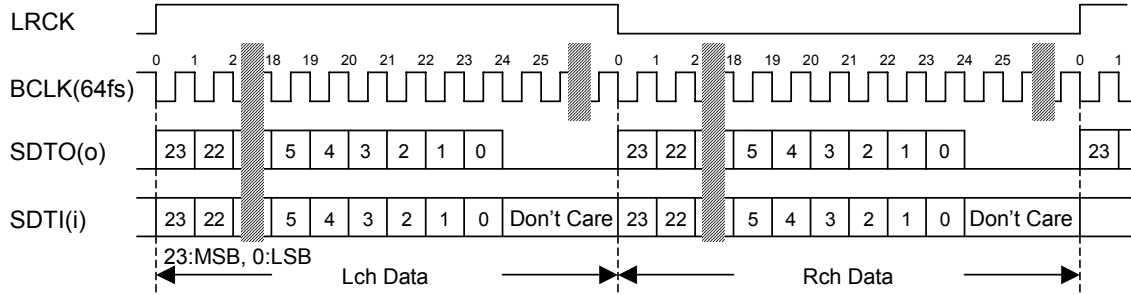 LRCK
0 1 2 18 19 20 21 22 23 24 25 0 1 2 18 19 20 21 22 23 24 25 0 1
BCLK(64fs)
SDTO(o) 23 22 5 4 3 2 1 0 23 22 5 4 3 2 1 0 23
SDTI(i) 23 22 5 4 3 2 1 0 Don't Care 23 22 5 4 3 2 1 0 Don't Care
23:MSB, 0:LSB
Lch Data Rch Data